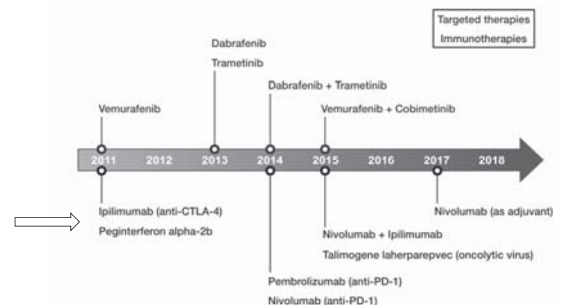 Targeted therapies
Immunotherapies
Dabrafenib
Trametinib
Dabrafenib + Trametinib
Vemurafenib
Vemurafenib + Cobimetinib
2011 2012 2013 2014 2015 2016 2017 2018
Ipilimumab (anti-CTLA-4)
Peginterferon alpha-2b
Nivolumab (as adjuvant)
Nivolumab + Ipilimumab
Talimogene laherparepvec (oncolytic virus)
Pembrolizumab (anti-PD-1)
Nivolumab (anti-PD-1)